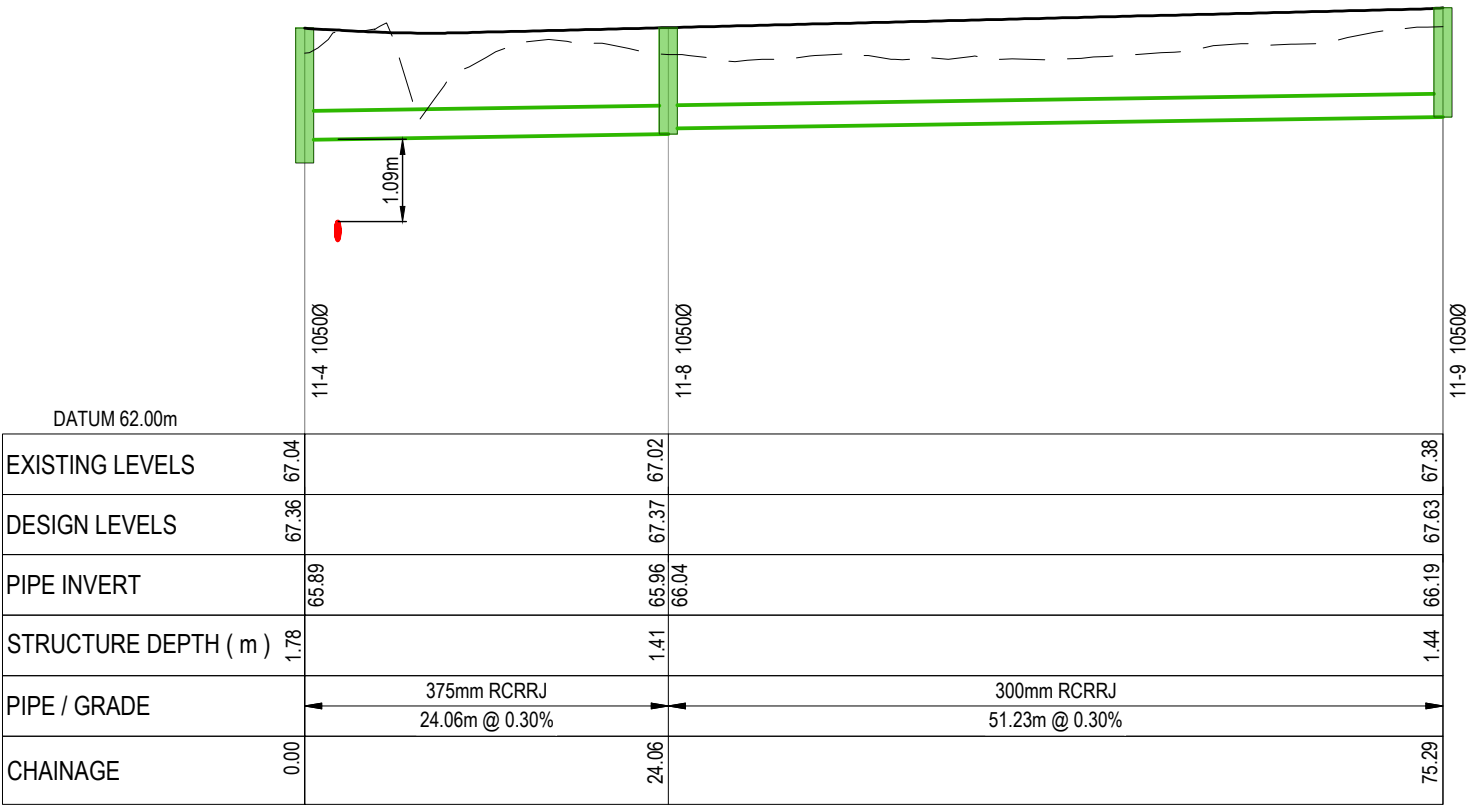 1.09m
11-4 1050Ø
11-8 1050Ø
11-9 1050Ø
DATUM 62.00m
EXISTING LEVELS 67.04 67.02 67.38
DESIGN LEVELS 67.36 67.37 67.63
PIPE INVERT 65.89 65.96 66.04 66.19
STRUCTURE DEPTH ( m ) 1.78 1.41 1.44
PIPE / GRADE
375mm RCRRJ
24.06m @ 0.30%
300mm RCRRJ
51.23m @ 0.30%
CHAINAGE 0.00 24.06 75.29